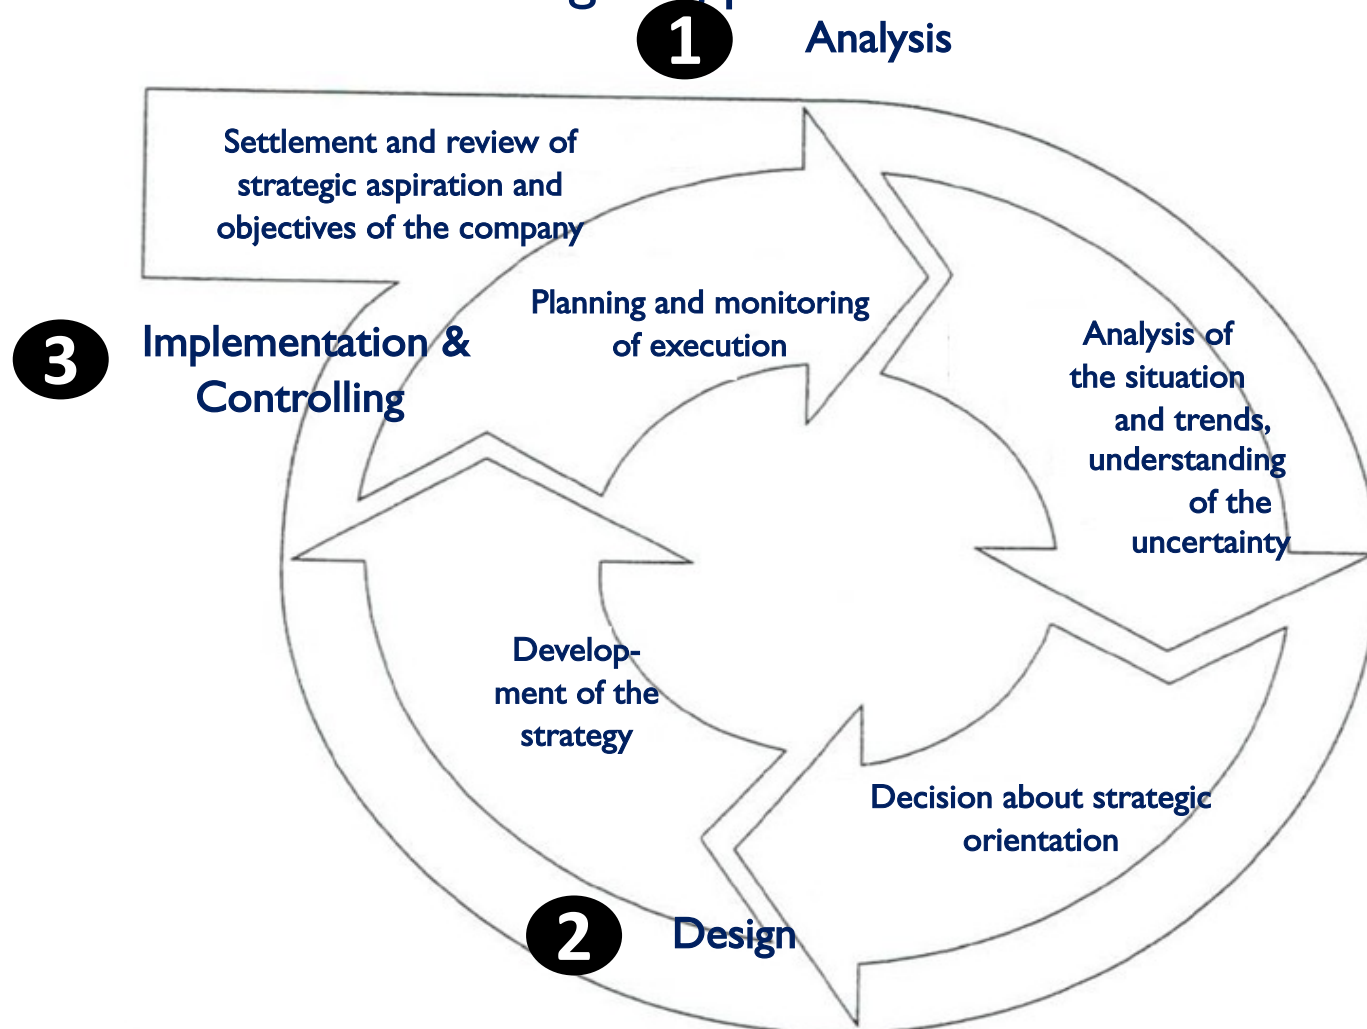 1
Analysis
Settlement and review of
strategic aspiration and
objectives of the company
Planning and monitoring
of execution
3
Implementation &
Controlling
Analysis of
the situation
and trends,
understanding
of the
uncertainty
Develop-
ment of the
strategy
Decision about strategic
orientation
2
Design